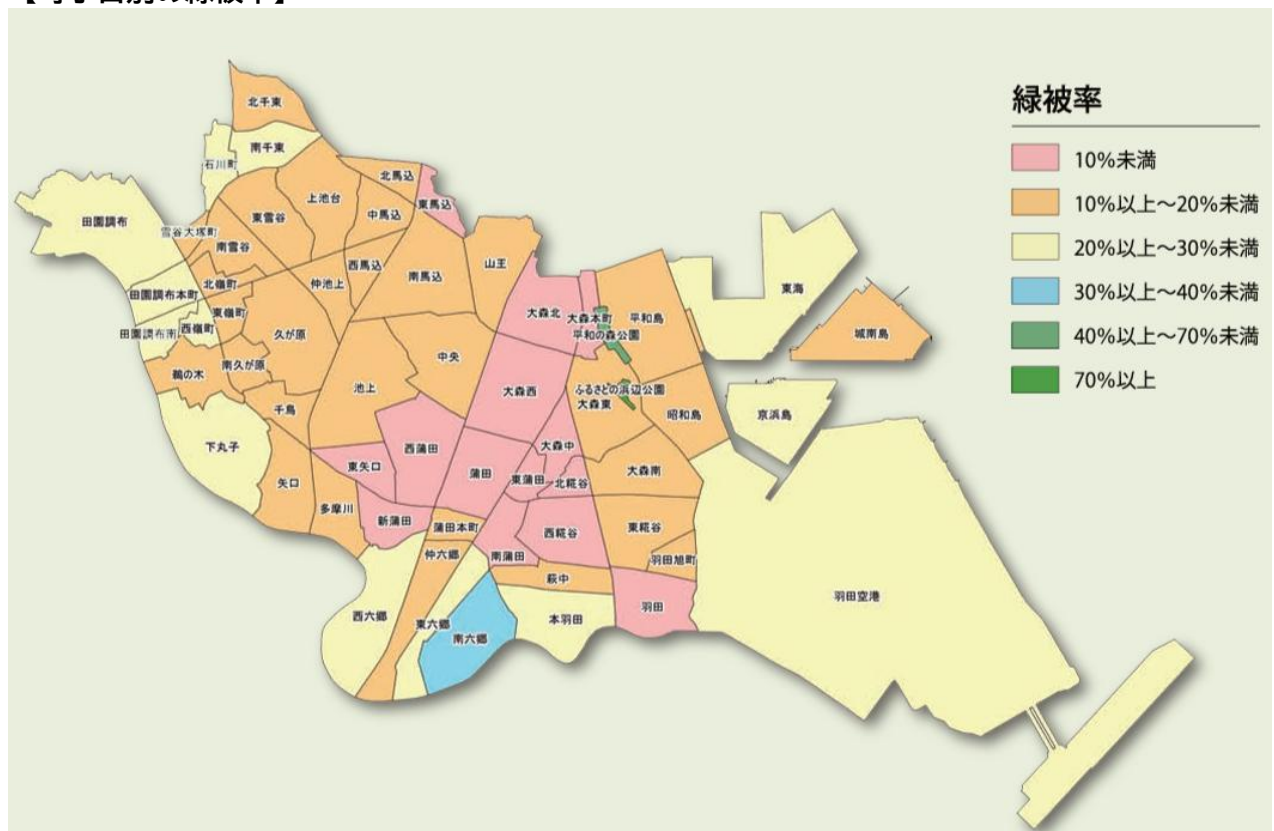 緑被率
10%未満
10%以上～20%未満
20%以上～30%未満
30%以上～40%未満
40%以上～70%未満
70%以上
北千束
南千束
石川町
北馬込
東馬込
上池台
中馬込
田園調布
東雪谷
雪谷大塚町
南雪谷
西馬込
南馬込
山王
仲池上
北嶺町
田園調布本町
東嶺町
西嶺町
田園調布南
久が原
大森北
大森本町
平和の森公園
平和島
東海
城南島
中央
南久が原
鵜の木
池上
大森西
ふるさとの浜辺公園
大森東
昭和島
京浜島
千鳥
下丸子
西蒲田
大森中
東矢口
蒲田
東蒲田
北糀谷
大森南
矢口
多摩川
新蒲田
蒲田本町
西糀谷
東糀谷
仲六郷
南蒲田
羽田旭町
萩中
羽田空港
羽田
西六郷
東六郷
南六郷
本羽田